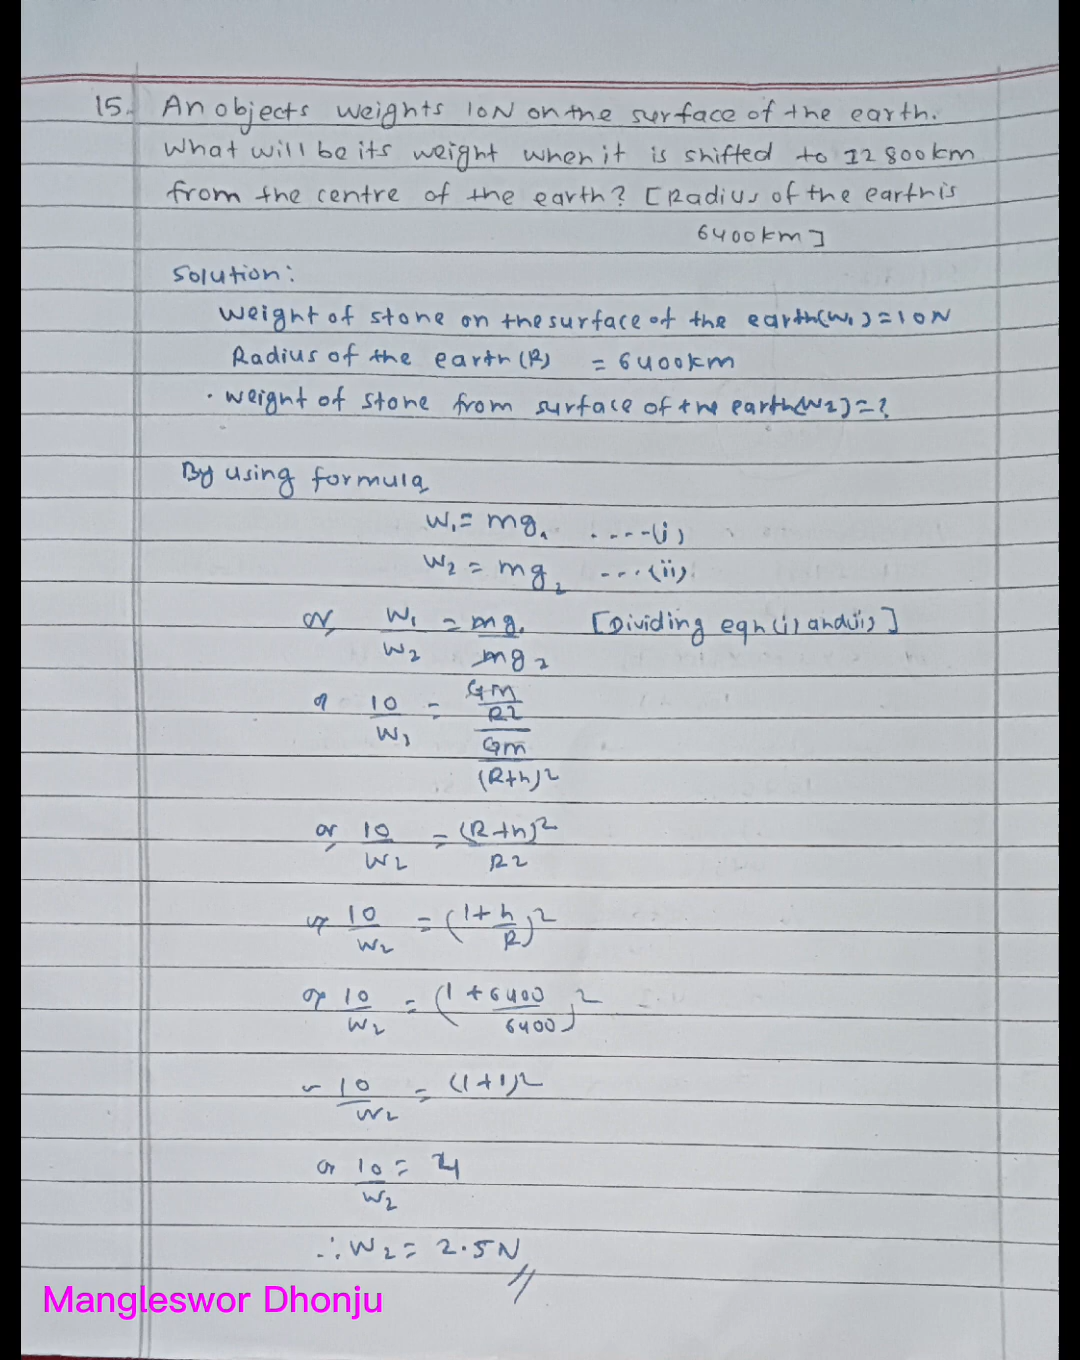 15. An objects weights 10N on the surface of the earth.
What will be its weight when it is shifted to 12800km
from the centre of the earth? [Radius of the earth is
6400km]
Solution:
weight of stone on the surface of the earth(W₁)=10N
Radius of the earth (R) = 6400km
. weight of stone from surface of the earth(W₂)=?
By using formula
W₁= mg₁ ....(i)
W₂ = mg₂ ...(ii)
or, W₁/W₂ = mg₁/mg₂ [Dividing eqn (i) and (ii)]
or 10/W₂ = (Gm/R²)/(Gm/(R+h)²)
or, 10/W₂ = (R+h)²/R²
or 10/W₂ = (1+h/R)²
or 10/W₂ = (1+6400/6400)²
or 10/W₂ = (1+1)²
or 10/W₂ = 4
∴W₂= 2.5N
Mangleswor Dhonju